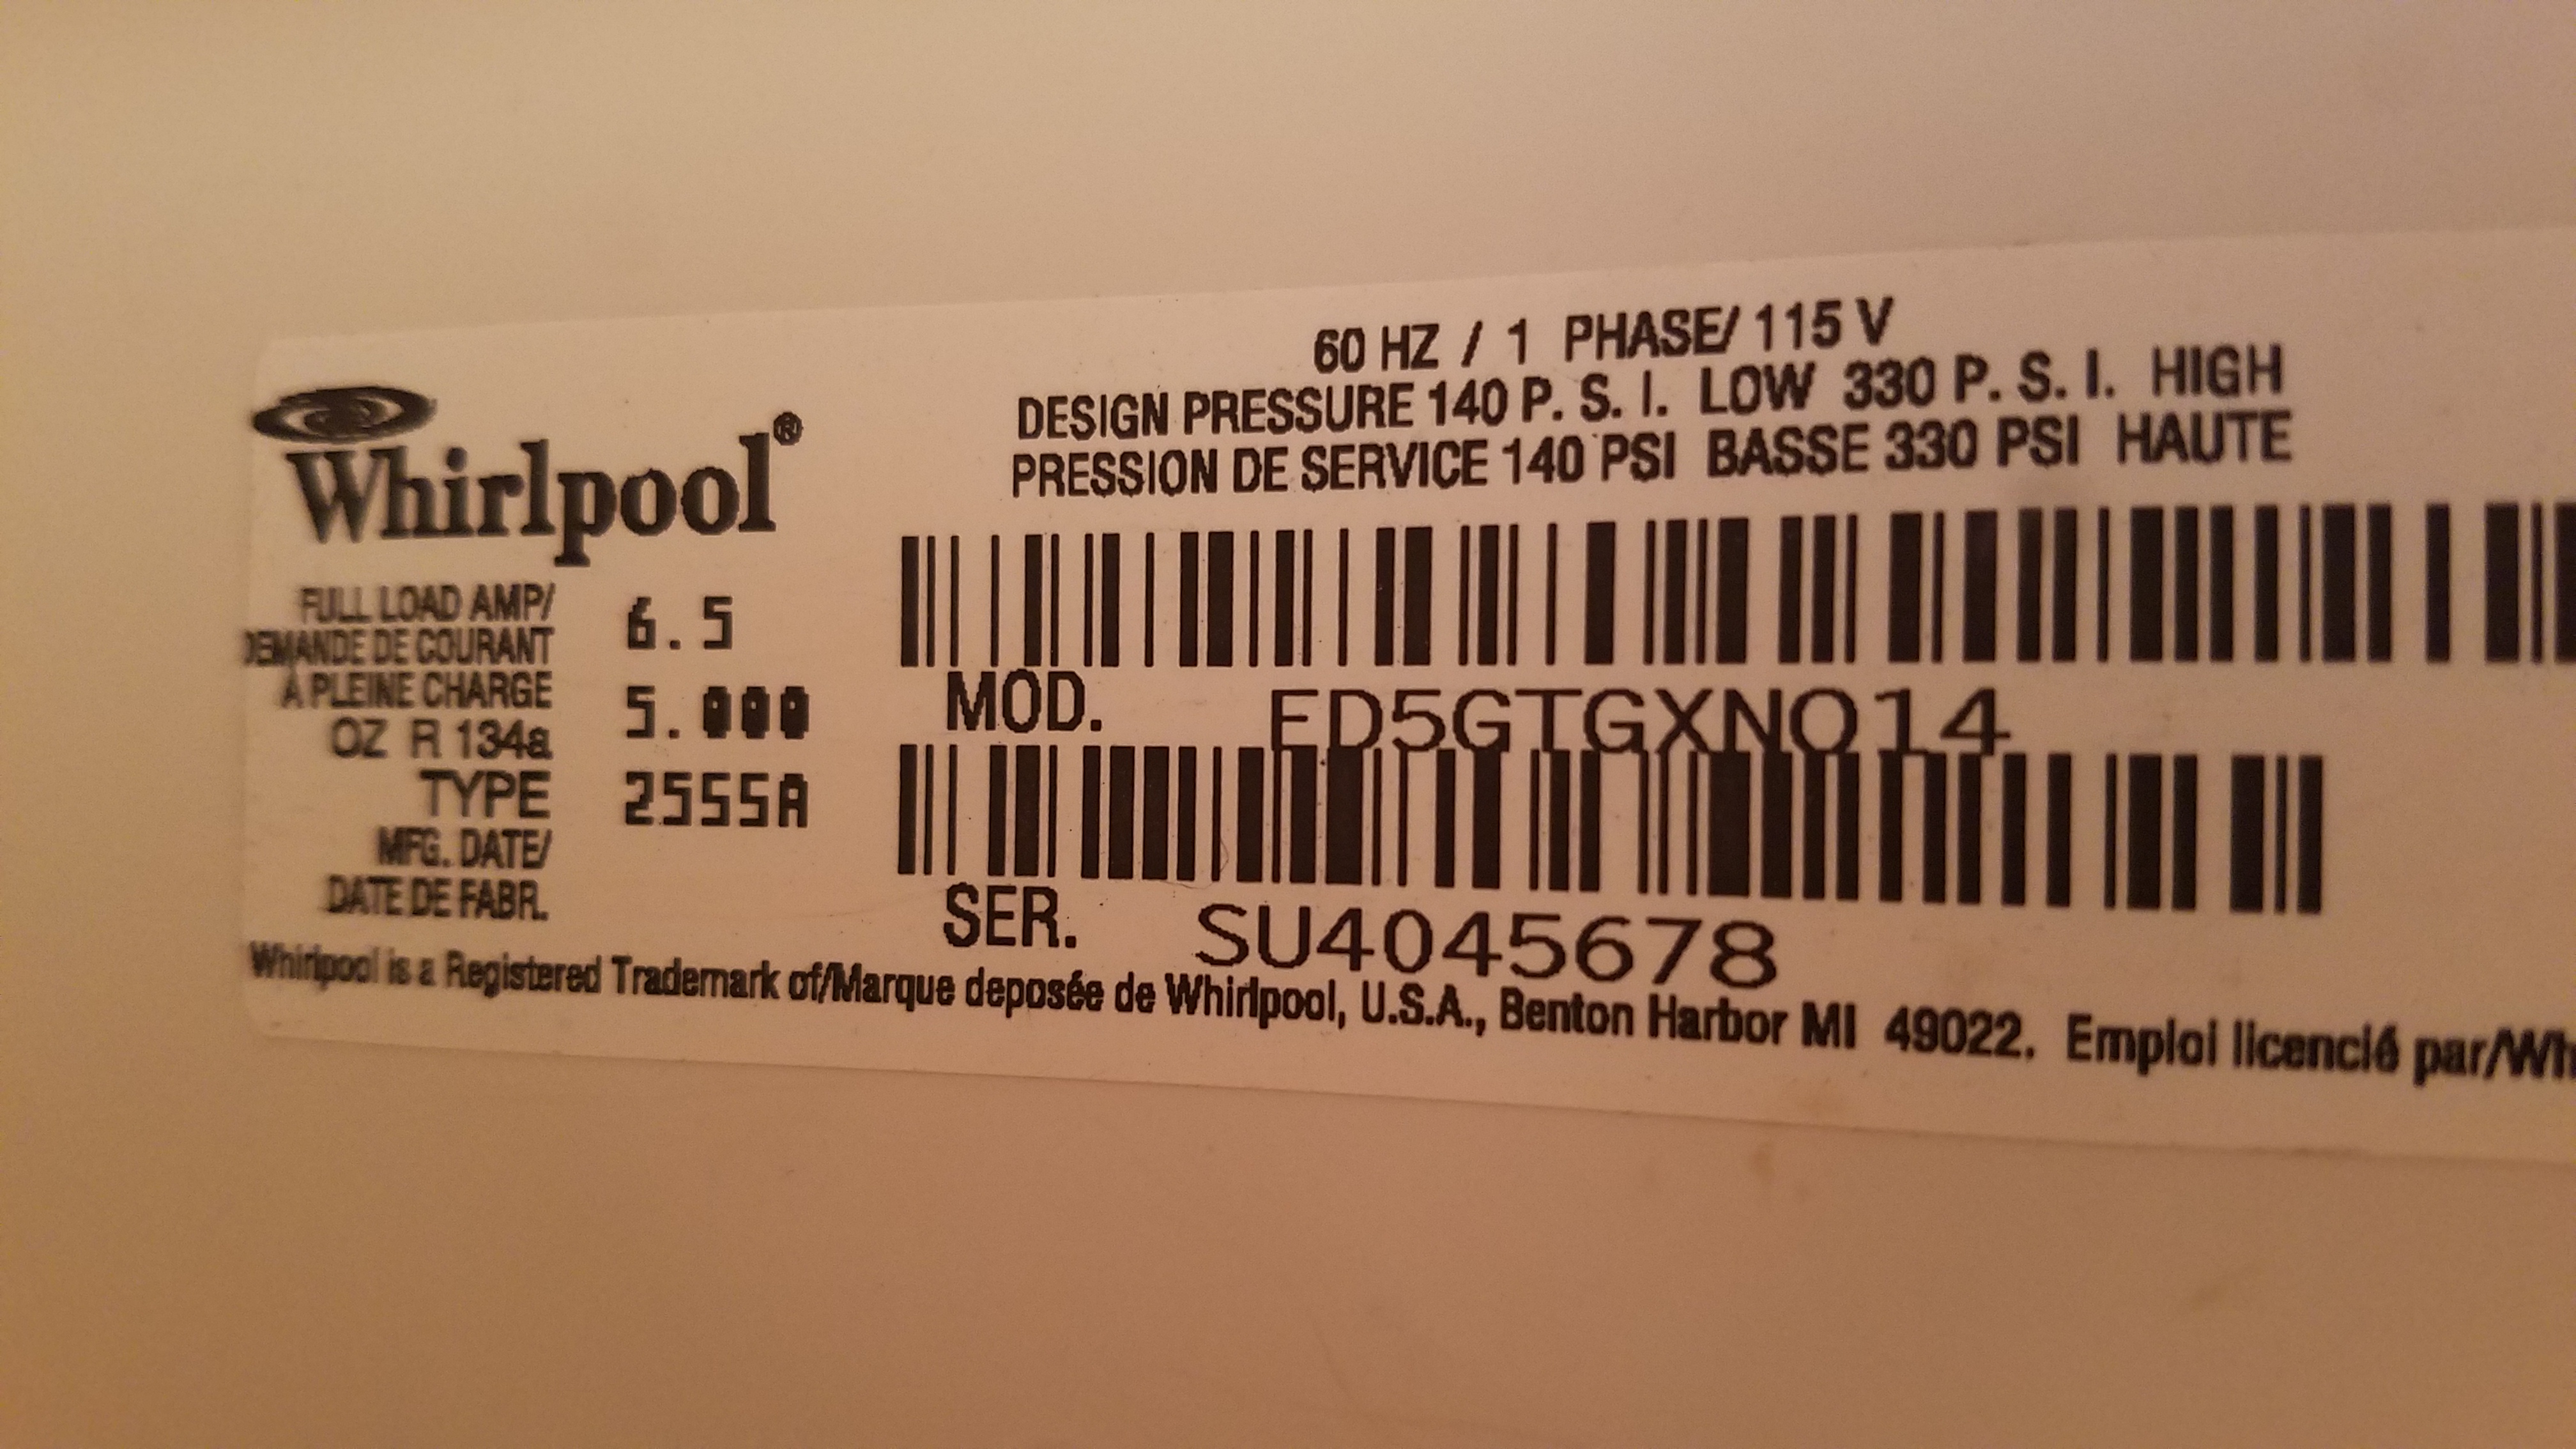 60 HZ / 1 PHASE/ 115 V
DESIGN PRESSURE 140 P. S. I. LOW 330 P. S. I. HIGH
PRESSION DE SERVICE 140 PSI BASSE 330 PSI HAUTE
Whirlpool®
FULL LOAD AMP/ 6.5
DEMANDE DE COURANT
A PLEINE CHARGE
OZ R 134a 5.000
TYPE 2555A
MFG. DATE/
DATE DE FABR.
MOD. ED5GTGXNQ14
SER. SU4045678
Whirlpool is a Registered Trademark of/Marque deposée de Whirlpool, U.S.A., Benton Harbor MI 49022. Emploi licencié par/Wh